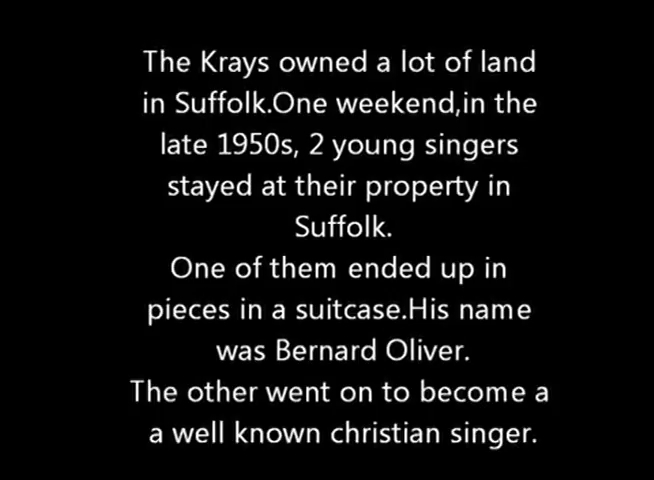 The Krays owned a lot of land
in Suffolk.One weekend,in the
late 1950s, 2 young singers
stayed at their property in
Suffolk.
One of them ended up in
pieces in a suitcase.His name
was Bernard Oliver.
The other went on to become a
a well known christian singer.